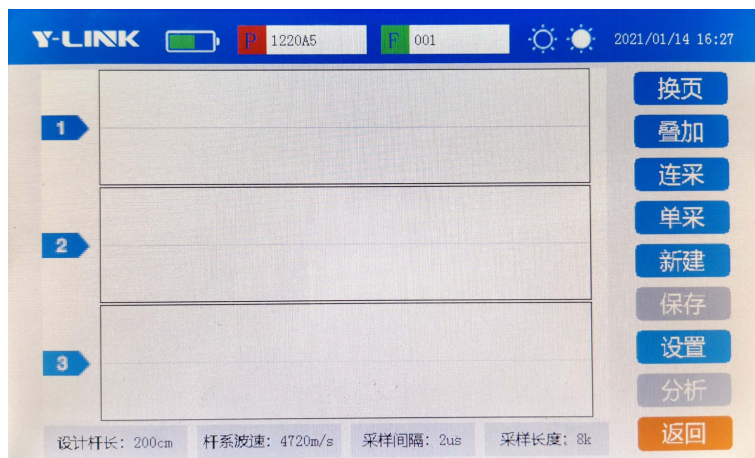 Y-LINK P 1220A5 F 001 2021/01/14 16:27
换页
1
叠加
连采
单采
2
新建
保存
设置
3
分析
设计杆长: 200cm 杆系波速: 4720m/s 采样间隔: 2us 采样长度: 8k
返回